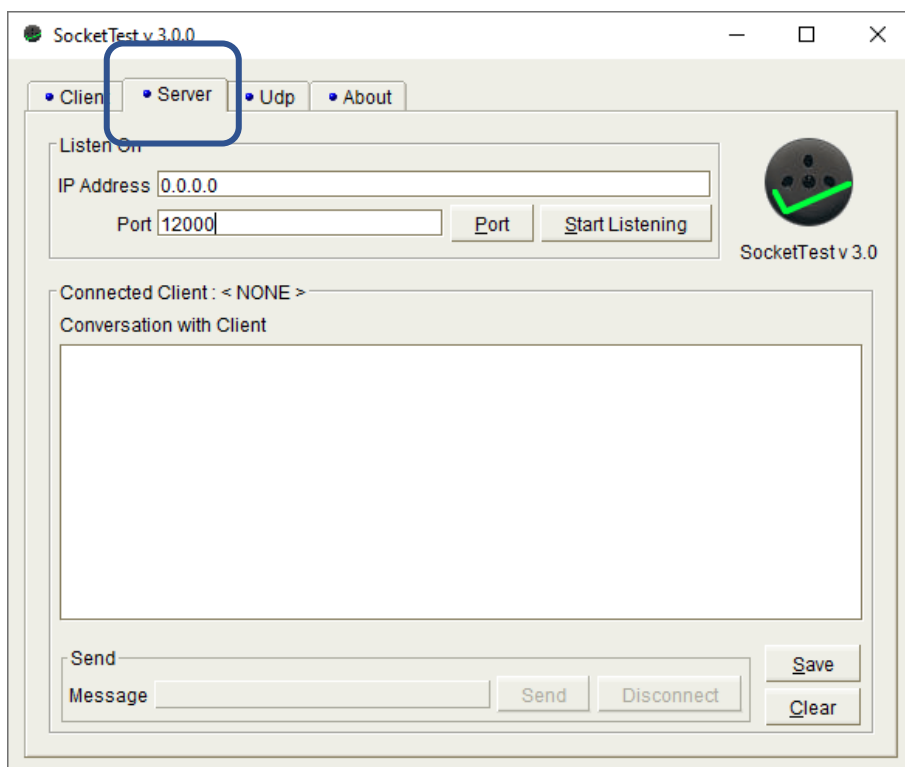 SocketTest v 3.0.0
Client Server Udp About
Listen On
IP Address 0.0.0.0
Port 12000 Port Start Listening
SocketTest v 3.0
Connected Client : < NONE >
Conversation with Client
Send
Message Send Disconnect
Save
Clear